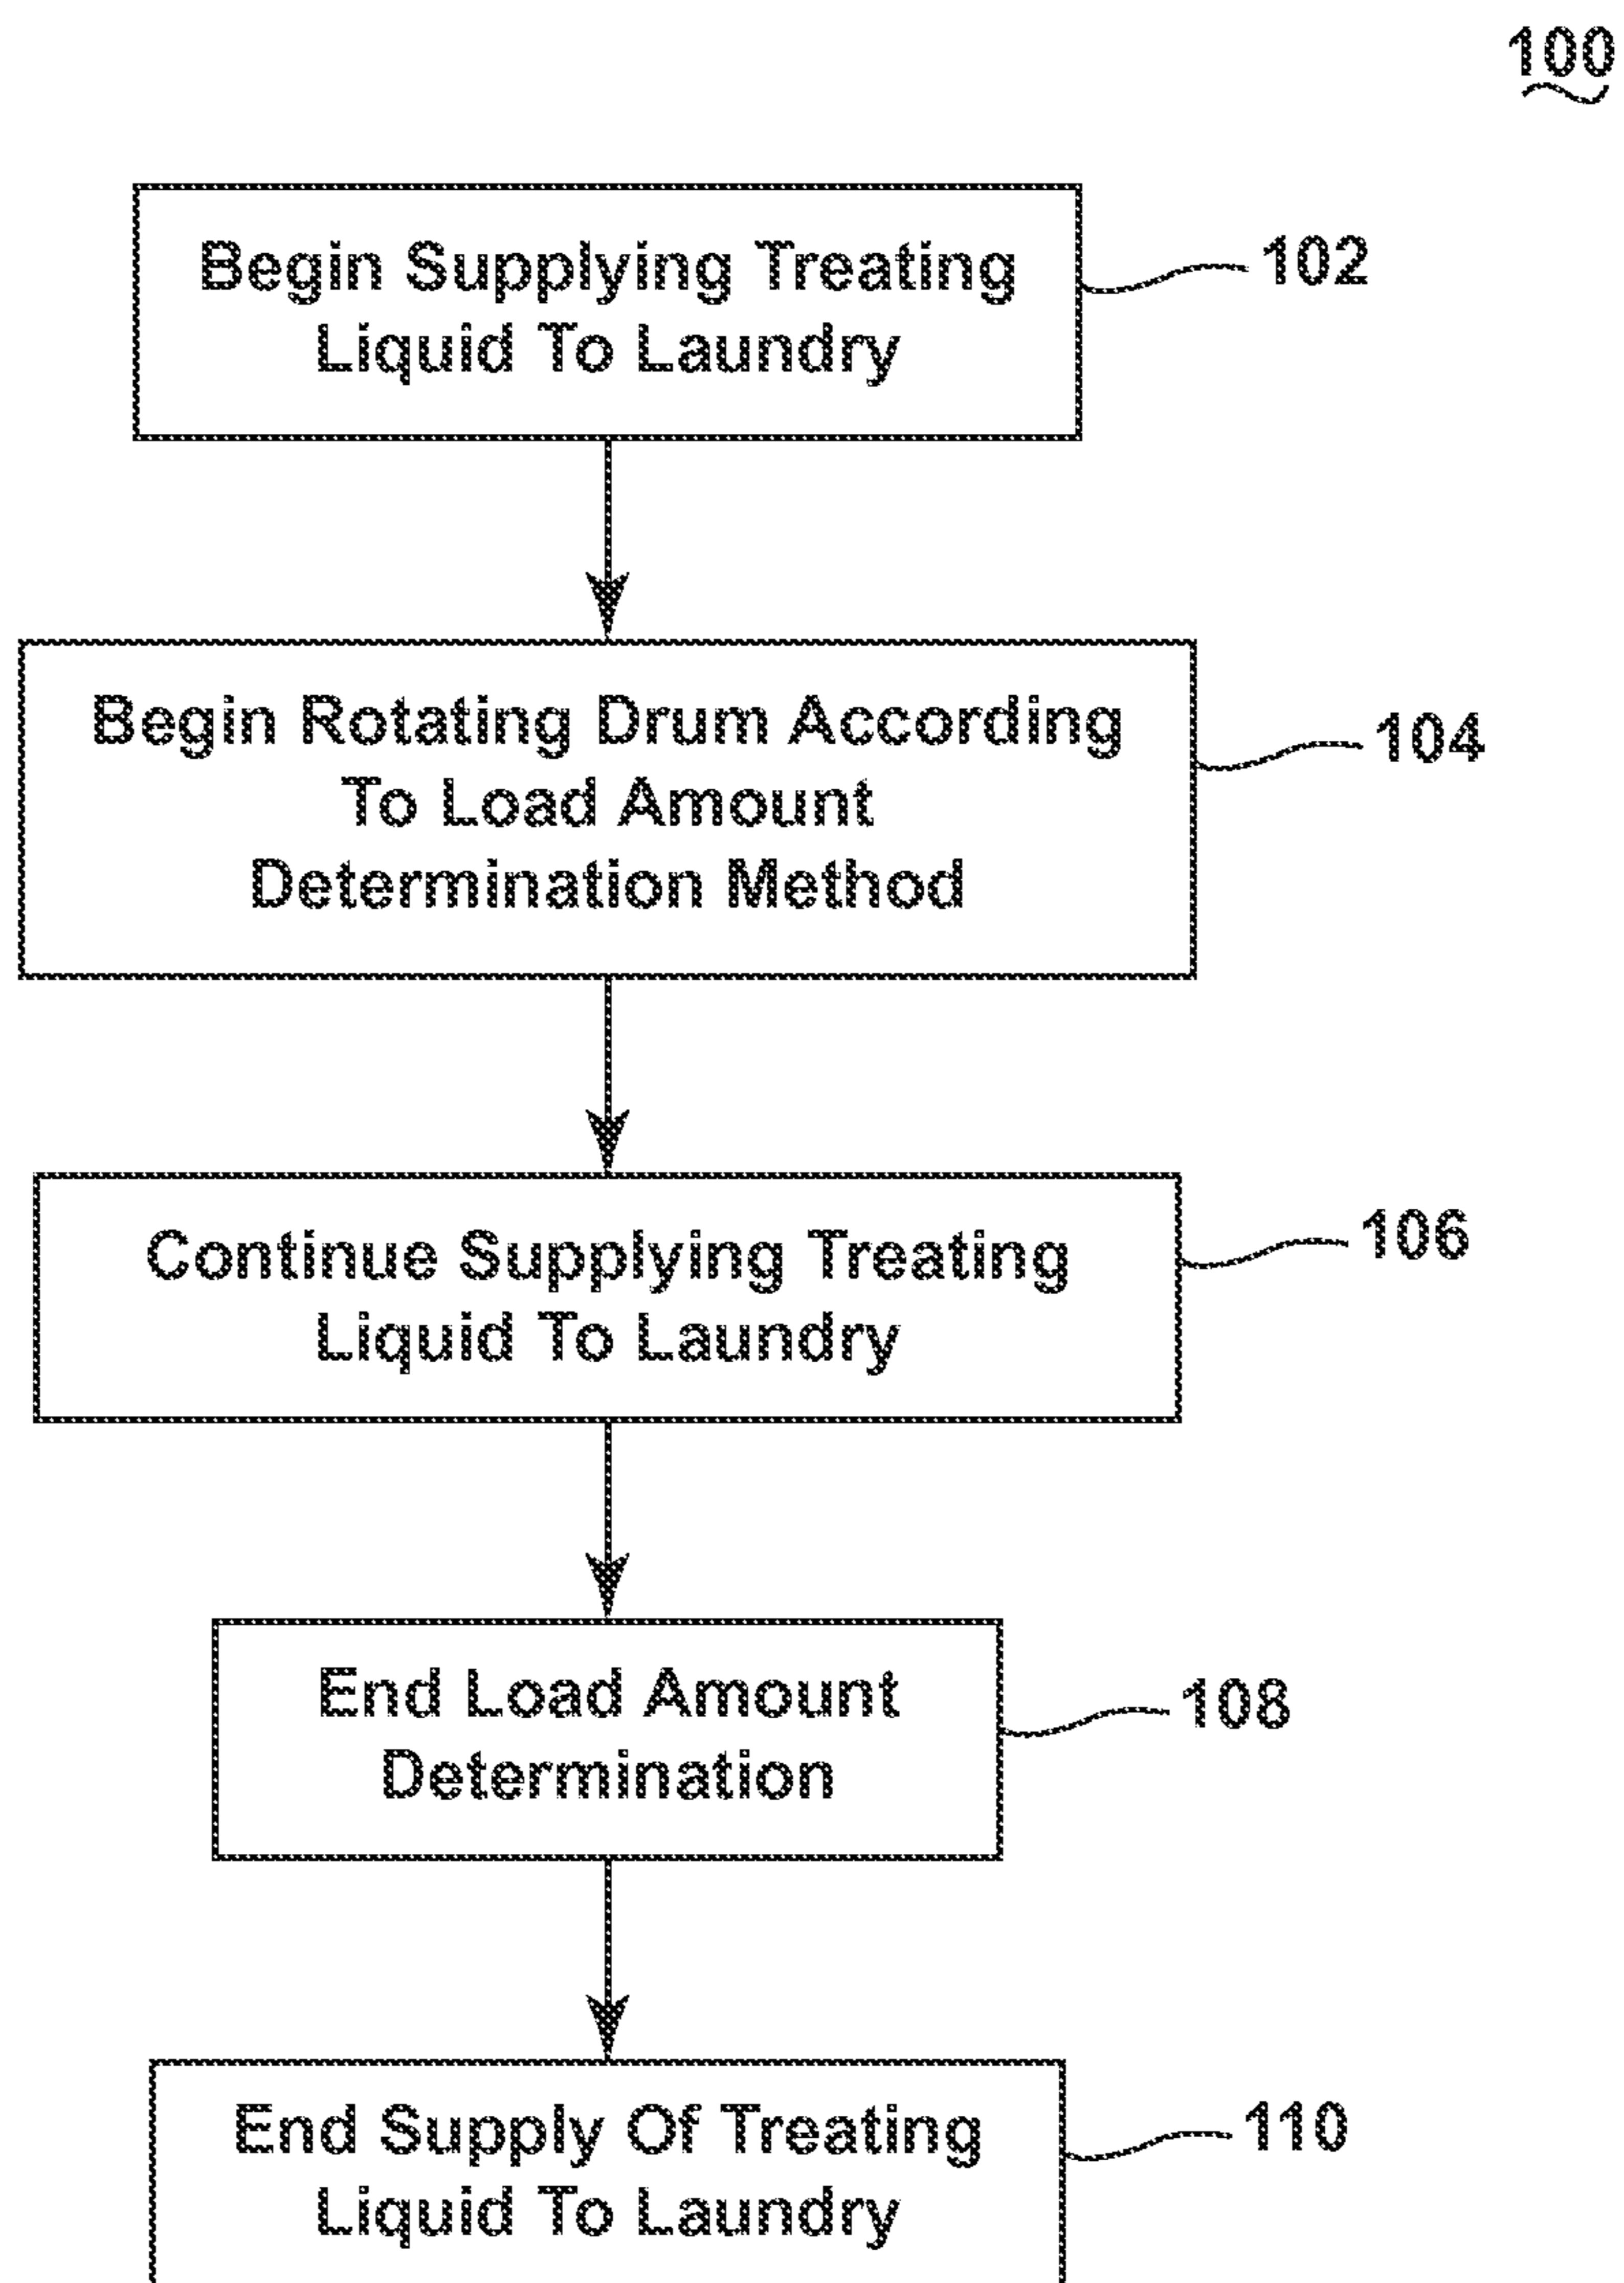 100
Begin Supplying Treating
Liquid To Laundry
102
Begin Rotating Drum According
To Load Amount
Determination Method
104
Continue Supplying Treating
Liquid To Laundry
106
End Load Amount
Determination
108
End Supply Of Treating
Liquid To Laundry
110